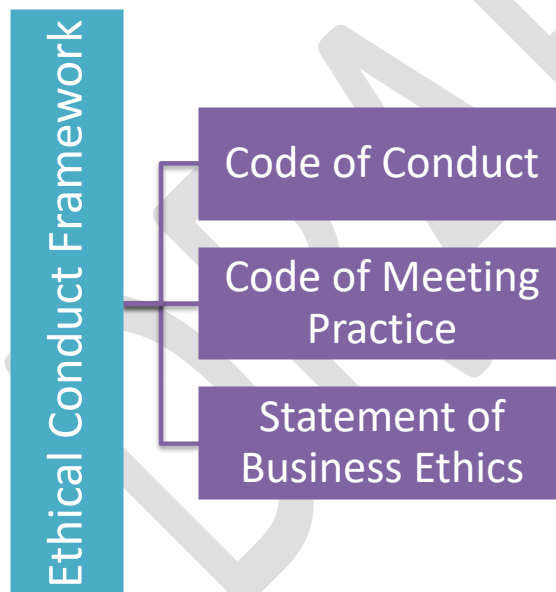 Ethical Conduct Framework
Code of Conduct
Code of Meeting
Practice
Statement of
Business Ethics